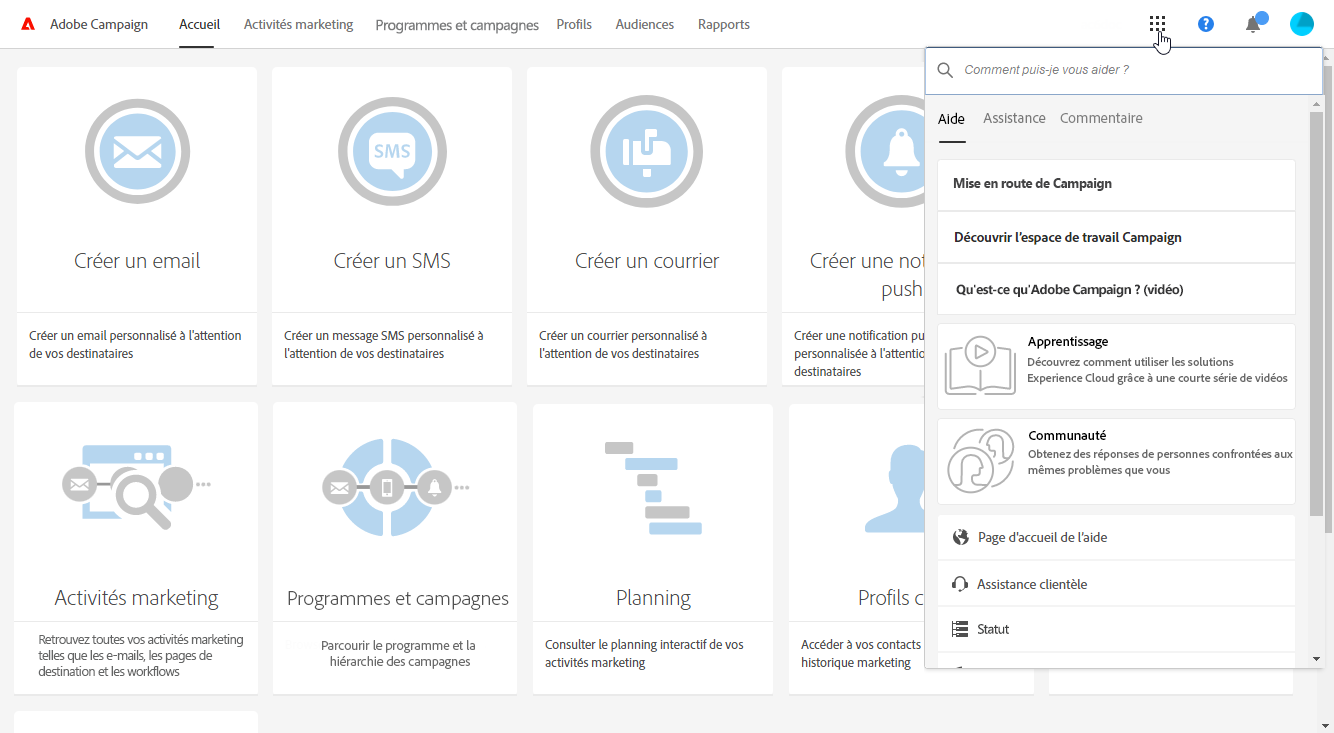 Adobe Campaign
Accueil
Activités marketing
Programmes et campagnes
Profils
Audiences
Rapports
?
Comment puis-je vous aider ?
Aide
Assistance
Commentaire
Mise en route de Campaign
Découvrir l'espace de travail Campaign
Qu'est-ce qu'Adobe Campaign ? (vidéo)
Apprentissage
Découvrez comment utiliser les solutions
Experience Cloud grâce à une courte série de vidéos
Communauté
Obtenez des réponses de personnes confrontées aux
mêmes problèmes que vous
Page d'accueil de l'aide
Assistance clientèle
Statut
Créer un email
Créer un email personnalisé à l'attention
de vos destinataires
SMS
Créer un SMS
Créer un message SMS personnalisé à
l'attention de vos destinataires
Créer un courrier
Créer un courrier personnalisé à
l'attention de vos destinataires
Créer une
push
Créer une notification
personnalisée à
destinataires
Activités marketing
Retrouvez toutes vos activités marketing
telles que les e-mails, les pages de
destination et les workflows
Programmes et campagnes
Parcourir le programme et la
hiérarchie des campagnes
Planning
Consulter le planning interactif de vos
activités marketing
Profils
Accéder à vos contacts
historique marketing